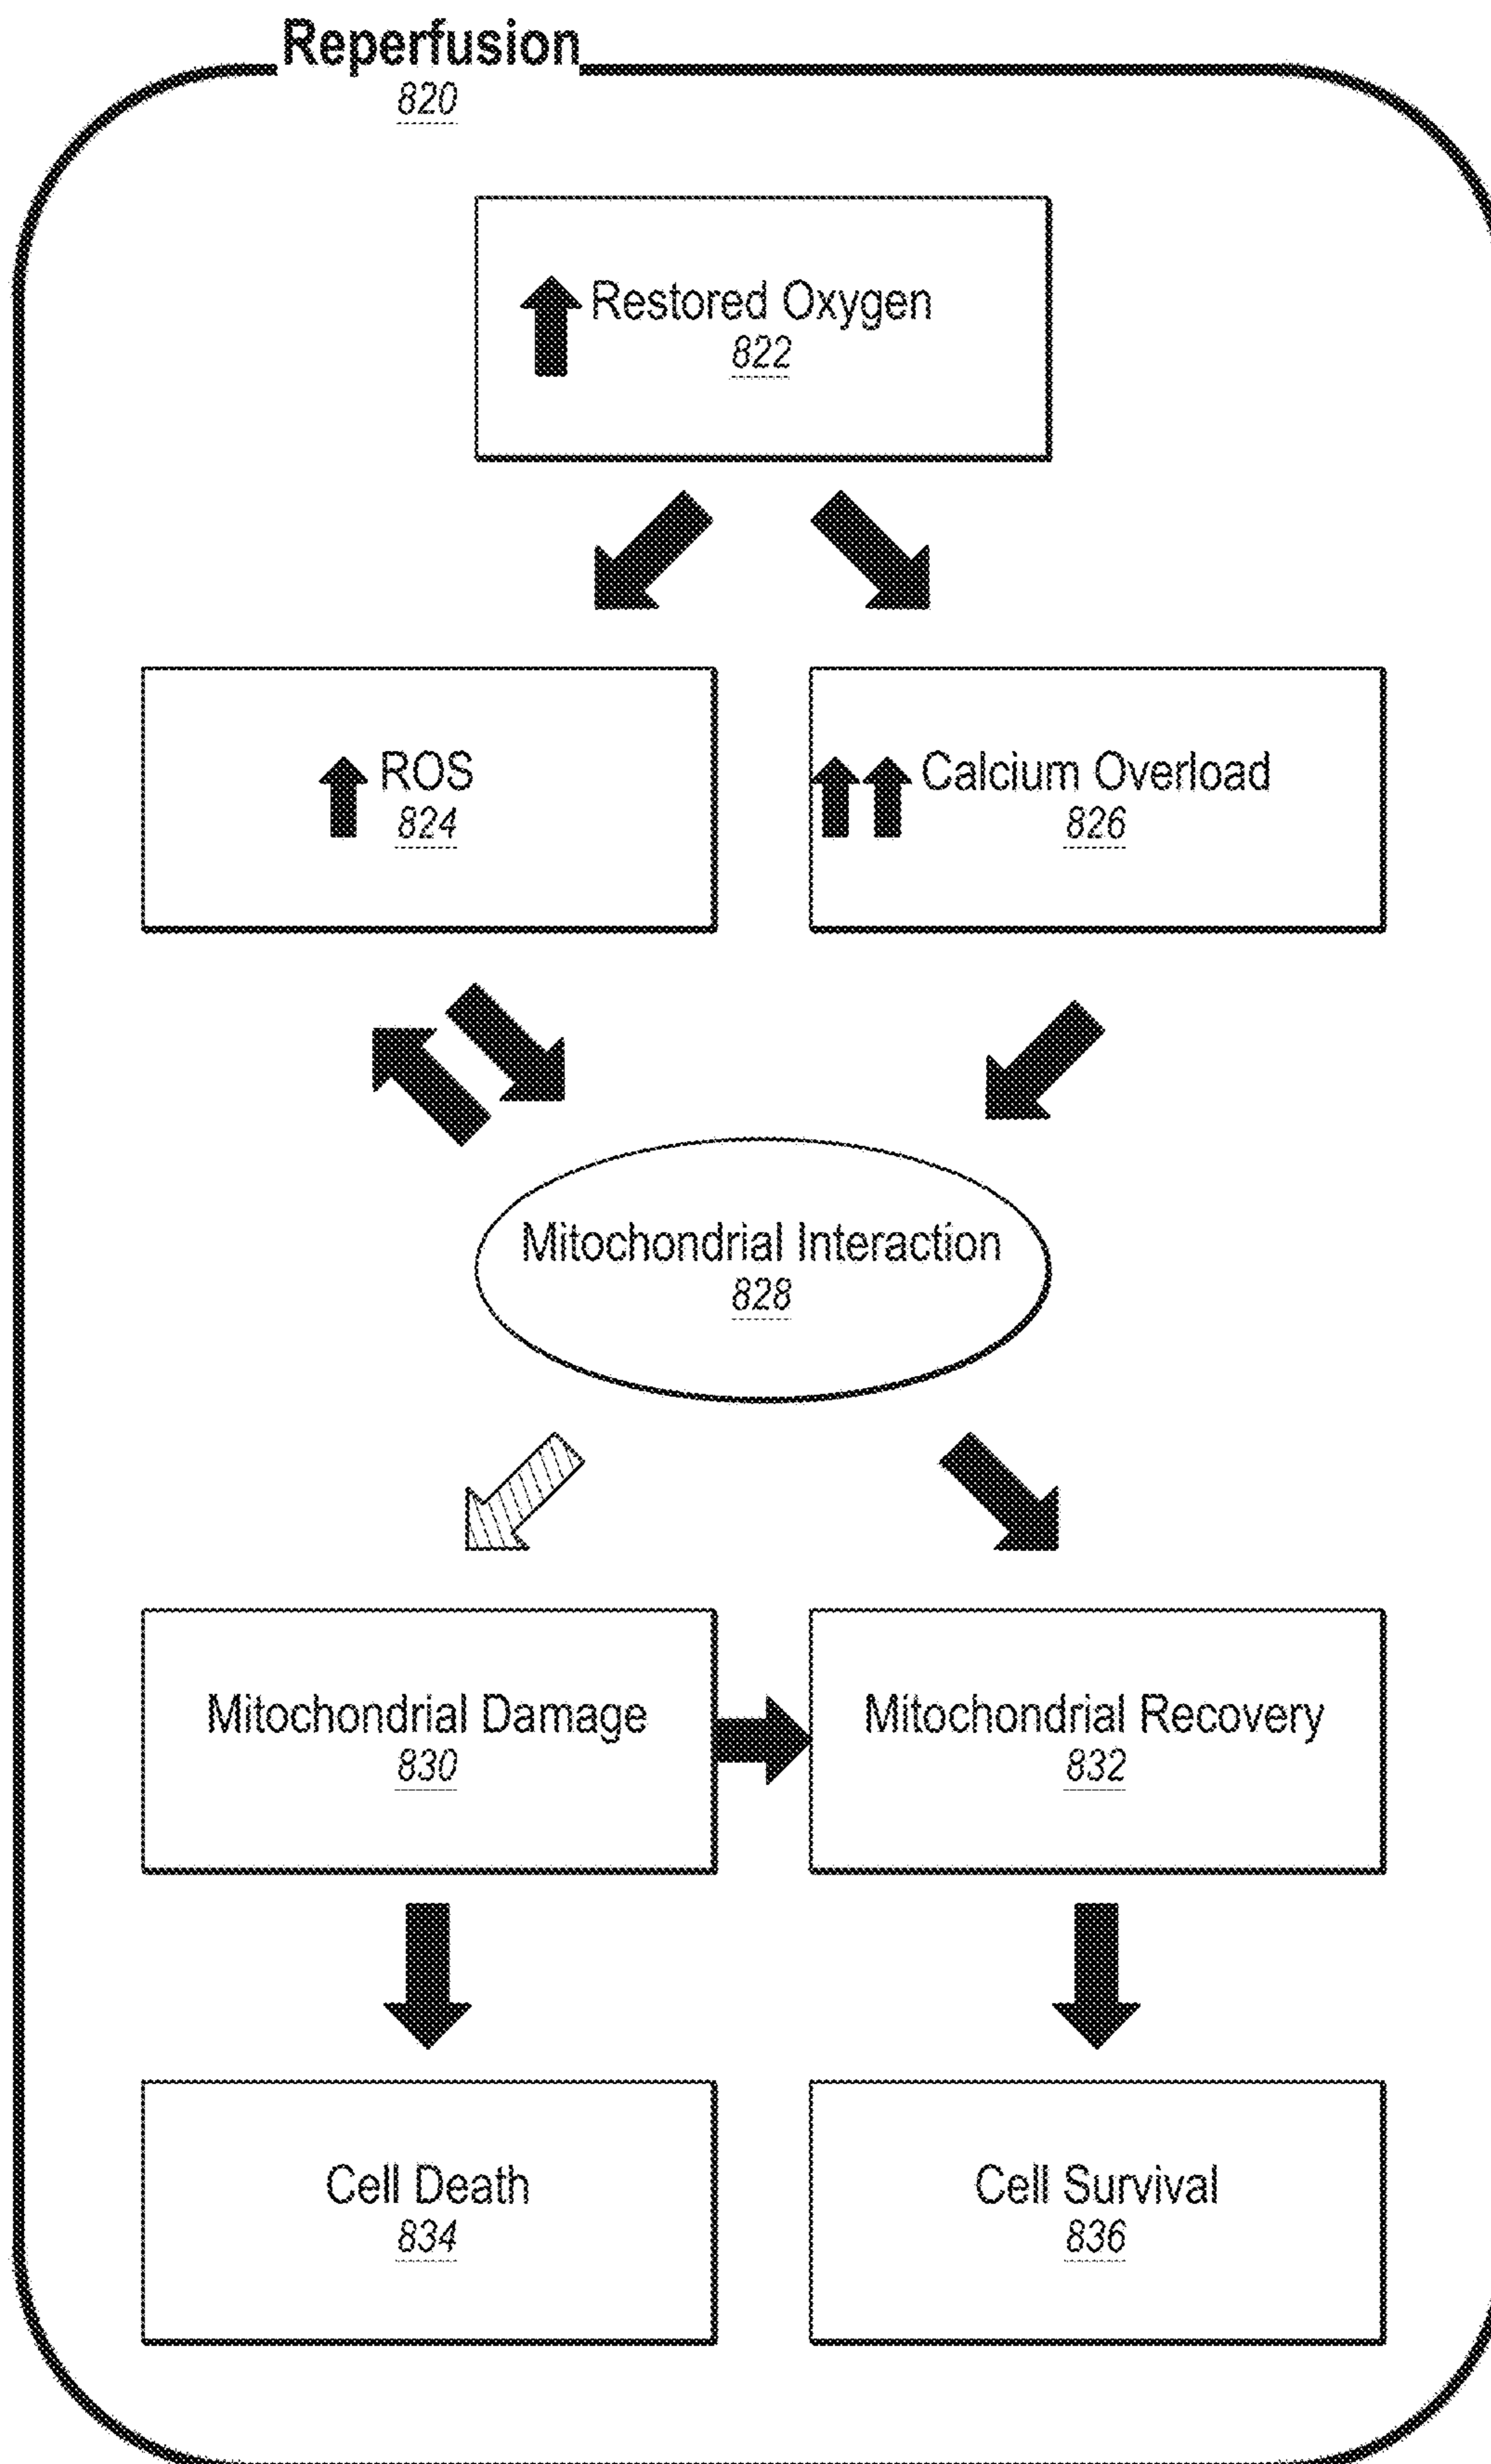 Reperfusion
820
Restored Oxygen
822
ROS
824
Calcium Overload
826
Mitochondrial Interaction
828
Mitochondrial Damage
830
Mitochondrial Recovery
832
Cell Death
834
Cell Survival
836